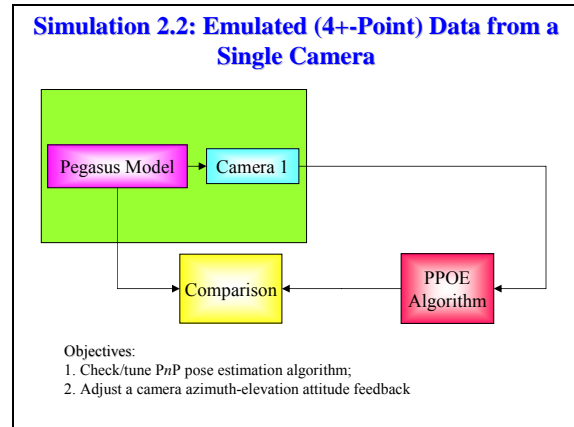 Simulation 2.2: Emulated (4+-Point) Data from a
Single Camera
Pegasus Model
Camera 1
Comparison
PPOE
Algorithm
Objectives:
1. Check/tune PnP pose estimation algorithm;
2. Adjust a camera azimuth-elevation attitude feedback